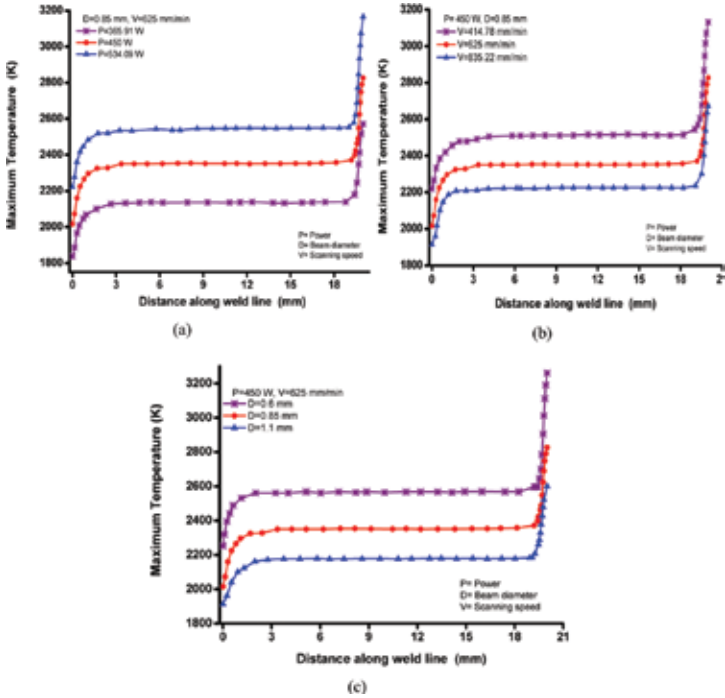 D=0.85 mm, V=625 mm/min
P=365.91 W
P=450 W
P=534.09 W
3200
3000
2800
2600
2400
2200
2000
1800
Maximum Temperature (K)
P= Power
D= Beam diameter
V= Scanning speed
0 3 6 9 12 15 18
Distance along weld line (mm)
(a)
P= 450 W, D=0.85 mm
V=414.78 mm/min
V=625 mm/min
V=835.22 mm/min
3200
3000
2800
2600
2400
2200
2000
1800
Maximum Temperature (K)
P= Power
D= Beam diameter
V= Scanning speed
0 3 6 9 12 15 18
Distance along weld line (mm)
(b)
P=450 W, V=625 mm/min
D=0.6 mm
D=0.85 mm
D=1.1 mm
3200
3000
2800
2600
2400
2200
2000
1800
Maximum Temperature (K)
P= Power
D= Beam diameter
V= Scanning speed
0 3 6 9 12 15 18 21
Distance along weld line (mm)
(c)